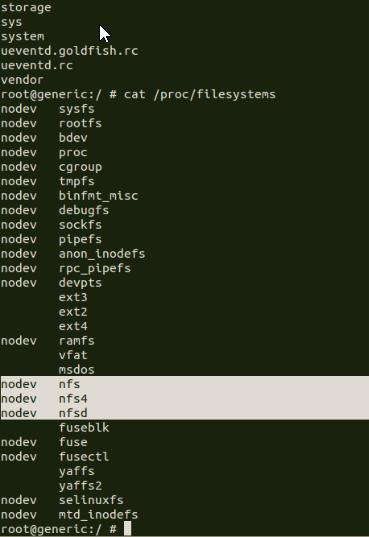 storage
sys
system
ueventd.goldfish.rc
ueventd.rc
vendor
root@generic:/ # cat /proc/filesystems
nodev sysfs
nodev rootfs
nodev bdev
nodev proc
nodev cgroup
nodev tmpfs
nodev binfmt_misc
nodev debugfs
nodev sockfs
nodev pipefs
nodev anon_inodefs
nodev rpc_pipefs
nodev devpts
ext3
ext2
ext4
nodev ramfs
vfat
msdos
nodev nfs
nodev nfs4
nodev nfsd
fuseblk
nodev fuse
nodev fusectl
yaffs
yaffs2
nodev selinuxfs
nodev mtd_inodefs
root@generic:/ #